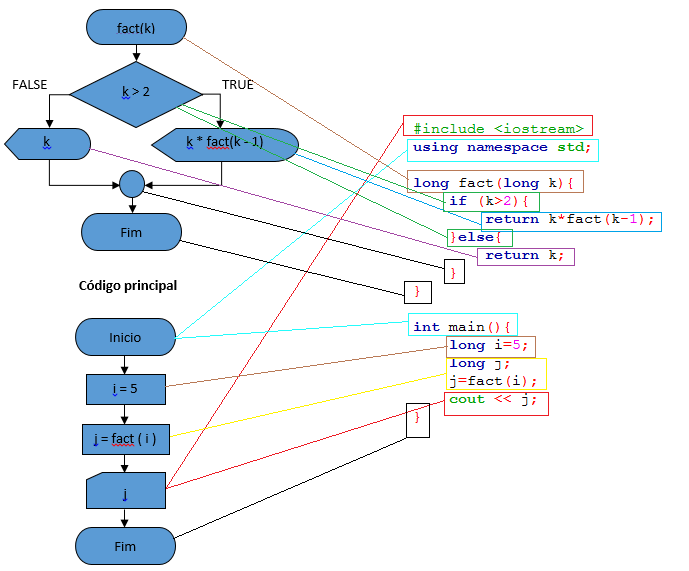 fact(k)
FALSE
k > 2
TRUE
k
k * fact(k - 1)
Fim
#include <iostream>
using namespace std;
long fact(long k){
if (k>2){
return k*fact(k-1);
}else{
return k;
}
}
Código principal
Inicio
i = 5
j = fact ( i )
j
Fim
int main(){
long i=5;
long j;
j=fact(i);
cout << j;
}